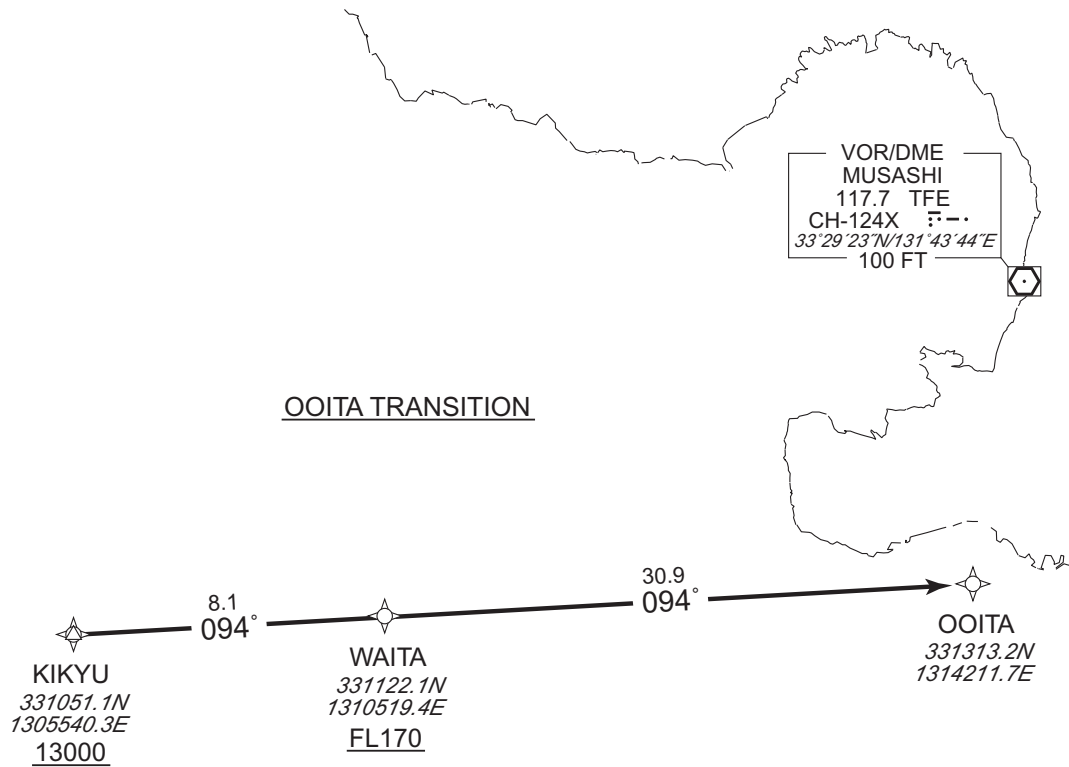 VOR/DME
MUSASHI
117.7 TFE
CH-124X
33°29´23˝N/131°43´44˝E
100 FT
OOITA TRANSITION
8.1
094°
30.9
094°
KIKYU
331051.1N
1305540.3E
13000
WAITA
331122.1N
1310519.4E
FL170
OOITA
331313.2N
1314211.7E